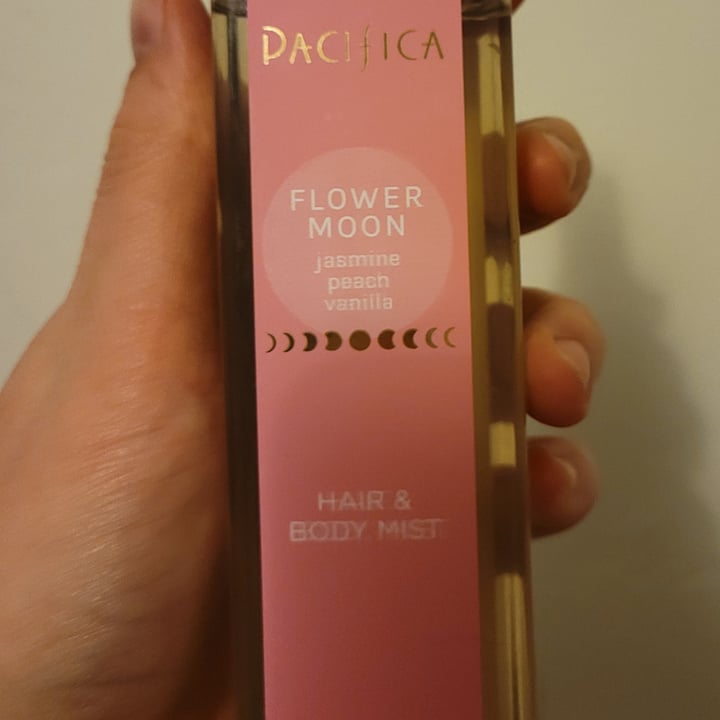 PACIFICA
FLOWER
MOON
jasmine
peach
vanilla
HAIR &
BODY MIST